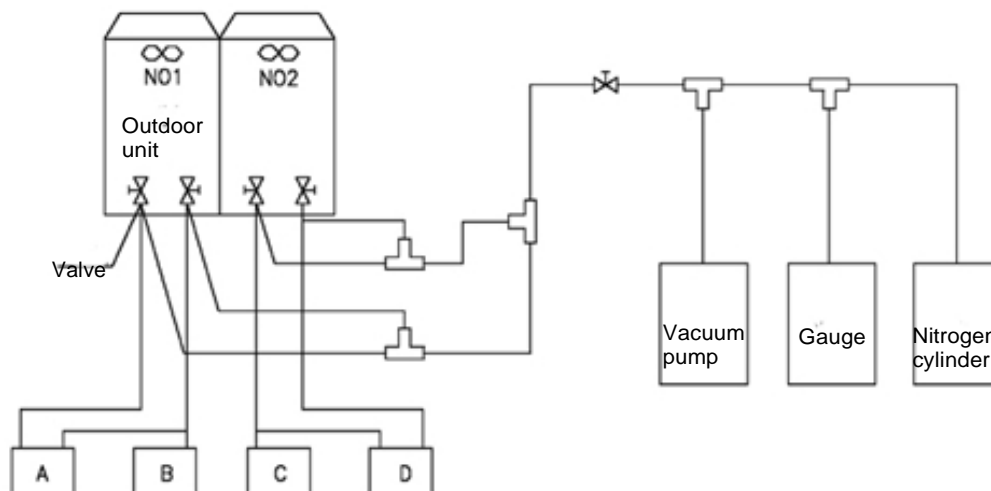 NO1
NO2
Outdoor
unit
Valve
Vacuum
pump
Gauge
Nitrogen
cylinder
A
B
C
D